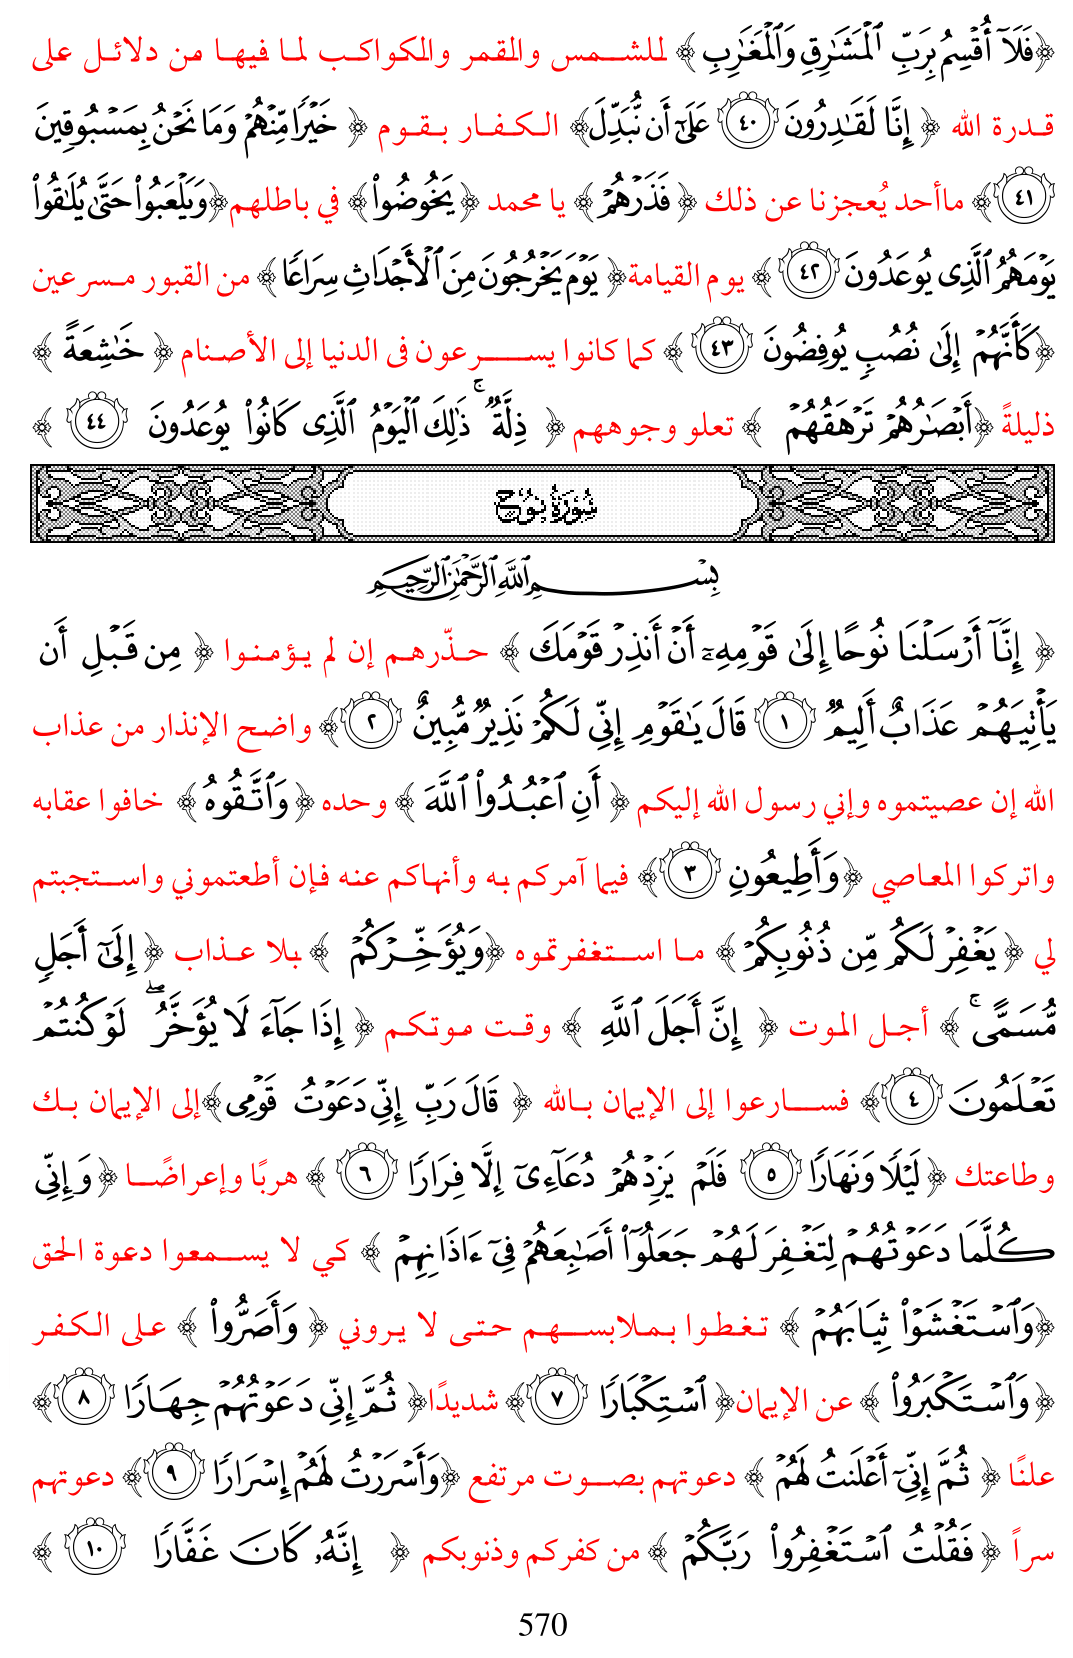 ﴿فَلَآ أُقْسِمُ بِرَبِّ ٱلْمَشَٰرِقِ وَٱلْمَغَٰرِبِ﴾ للشمس والقمر والكواكب لما فيها من دلائل على
قدرة الله ﴿إِنَّا لَقَٰدِرُونَ ٤٠ عَلَىٰٓ أَن نُّبَدِّلَ﴾ الكفار بقوم ﴿خَيْرًا مِّنْهُمْ وَمَا نَحْنُ بِمَسْبُوقِينَ
٤١﴾ ماأحد يُعجزنا عن ذلك ﴿فَذَرْهُمْ﴾ يا محمد ﴿يَخُوضُوا۟﴾ في باطلهم﴿وَيَلْعَبُوا۟ حَتَّىٰ يُلَٰقُوا۟
يَوْمَهُمُ ٱلَّذِى يُوعَدُونَ ٤٢﴾ يوم القيامة﴿يَوْمَ يَخْرُجُونَ مِنَ ٱلْأَجْدَاثِ سِرَاعًا﴾ من القبور مسرعين
﴿كَأَنَّهُمْ إِلَىٰ نُصُبٍ يُوفِضُونَ ٤٣﴾ كما كانوا يسرعون فى الدنيا إلى الأصنام ﴿خَٰشِعَةً﴾
ذليلةً ﴿أَبْصَٰرُهُمْ تَرْهَقُهُمْ﴾ تعلو وجوههم ﴿ذِلَّةٌ ۚ ذَٰلِكَ ٱلْيَوْمُ ٱلَّذِى كَانُوا۟ يُوعَدُونَ ٤٤﴾
سُورَةُ نُوحٍ
بِسْمِ ٱللَّهِ ٱلرَّحْمَٰنِ ٱلرَّحِيمِ
﴿إِنَّآ أَرْسَلْنَا نُوحًا إِلَىٰ قَوْمِهِۦٓ أَنْ أَنذِرْ قَوْمَكَ﴾ حذّرهم إن لم يؤمنوا ﴿مِن قَبْلِ أَن
يَأْتِيَهُمْ عَذَابٌ أَلِيمٌ ١ قَالَ يَٰقَوْمِ إِنِّى لَكُمْ نَذِيرٌ مُّبِينٌ ٢﴾ واضح الإنذار من عذاب
الله إن عصيتموه وإني رسول الله إليكم ﴿أَنِ ٱعْبُدُوا۟ ٱللَّهَ﴾ وحده ﴿وَٱتَّقُوهُ﴾ خافوا عقابه
واتركوا المعاصي ﴿وَأَطِيعُونِ ٣﴾ فيما آمركم به وأنهاكم عنه فإن أطعتموني واستجبتم
لي ﴿يَغْفِرْ لَكُم مِّن ذُنُوبِكُمْ﴾ ما استغفرتموه ﴿وَيُؤَخِّرْكُمْ﴾ بلا عذاب ﴿إِلَىٰٓ أَجَلٍ
مُّسَمًّى ۚ﴾ أجل الموت ﴿إِنَّ أَجَلَ ٱللَّهِ﴾ وقت موتكم ﴿إِذَا جَآءَ لَا يُؤَخَّرُ ۖ لَوْ كُنتُمْ
تَعْلَمُونَ ٤﴾ فسارعوا إلى الإيمان بالله ﴿قَالَ رَبِّ إِنِّى دَعَوْتُ قَوْمِى﴾إلى الإيمان بك
وطاعتك ﴿لَيْلًا وَنَهَارًا ٥ فَلَمْ يَزِدْهُمْ دُعَآءِىٓ إِلَّا فِرَارًا ٦﴾ هربًا وإعراضًا ﴿وَإِنِّى
كُلَّمَا دَعَوْتُهُمْ لِتَغْفِرَ لَهُمْ جَعَلُوٓا۟ أَصَٰبِعَهُمْ فِىٓ ءَاذَانِهِمْ﴾ كي لا يسمعوا دعوة الحق
﴿وَٱسْتَغْشَوْا۟ ثِيَابَهُمْ﴾ تغطوا بملابسهم حتى لا يروني ﴿وَأَصَرُّوا۟﴾ على الكفر
﴿وَٱسْتَكْبَرُوا۟﴾ عن الإيمان﴿ٱسْتِكْبَارًا ٧﴾ شديدًا﴿ثُمَّ إِنِّى دَعَوْتُهُمْ جِهَارًا ٨﴾
علنًا ﴿ثُمَّ إِنِّىٓ أَعْلَنتُ لَهُمْ﴾ دعوتهم بصوت مرتفع ﴿وَأَسْرَرْتُ لَهُمْ إِسْرَارًا ٩﴾ دعوتهم
سراً ﴿فَقُلْتُ ٱسْتَغْفِرُوا۟ رَبَّكُمْ﴾ من كفركم وذنوبكم ﴿إِنَّهُۥ كَانَ غَفَّارًا ١٠﴾
570